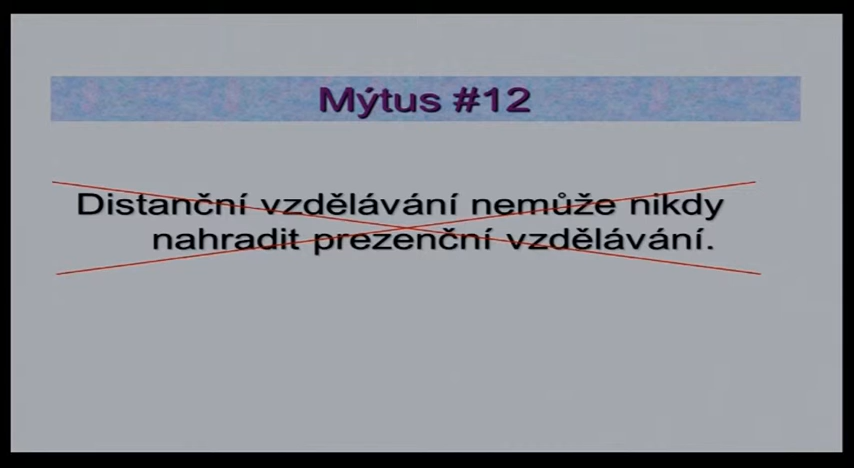 Mýtus #12
Distanční vzdělávání nemůže nikdy
nahradit prezenční vzdělávání.